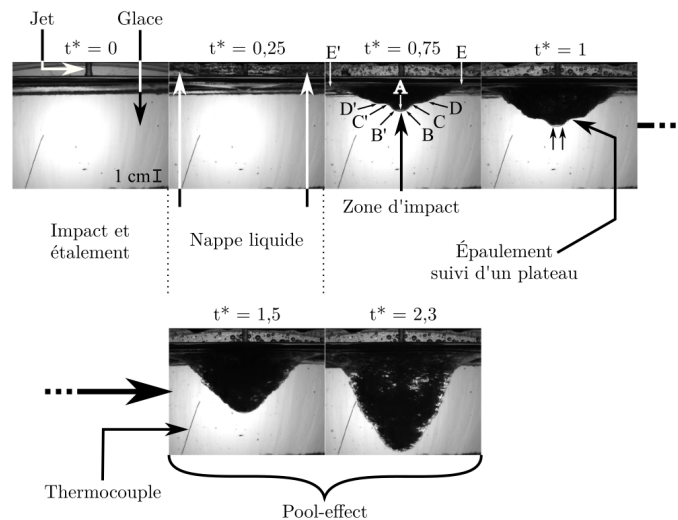 Jet
Glace
t* = 0
t* = 0,25
t* = 0,75
t* = 1
E'
E
A
D'
D
C'
C
B'
B
1 cm
Zone d'impact
Impact et
étalement
Nappe liquide
Épaulement
suivi d'un plateau
t* = 1,5
t* = 2,3
Thermocouple
Pool-effect